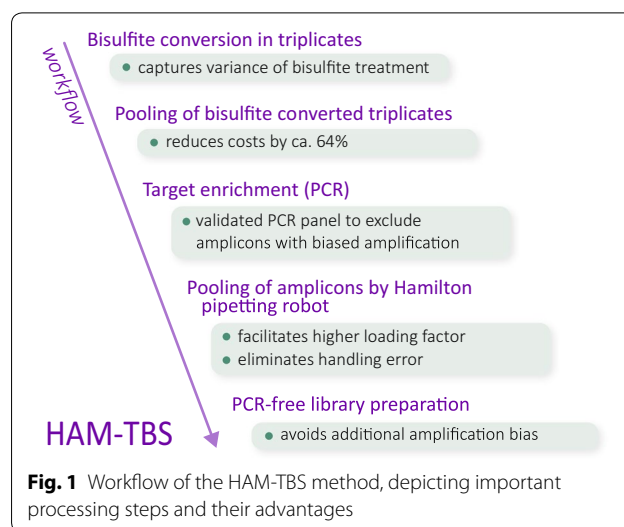 Bisulfite conversion in triplicates
workflow
• captures variance of bisulfite treatment
Pooling of bisulfite converted triplicates
• reduces costs by ca. 64%
Target enrichment (PCR)
• validated PCR panel to exclude
amplicons with biased amplification
Pooling of amplicons by Hamilton
pipetting robot
• facilitates higher loading factor
• eliminates handling error
PCR-free library preparation
HAM-TBS
• avoids additional amplification bias
Fig. 1 Workflow of the HAM-TBS method, depicting important
processing steps and their advantages